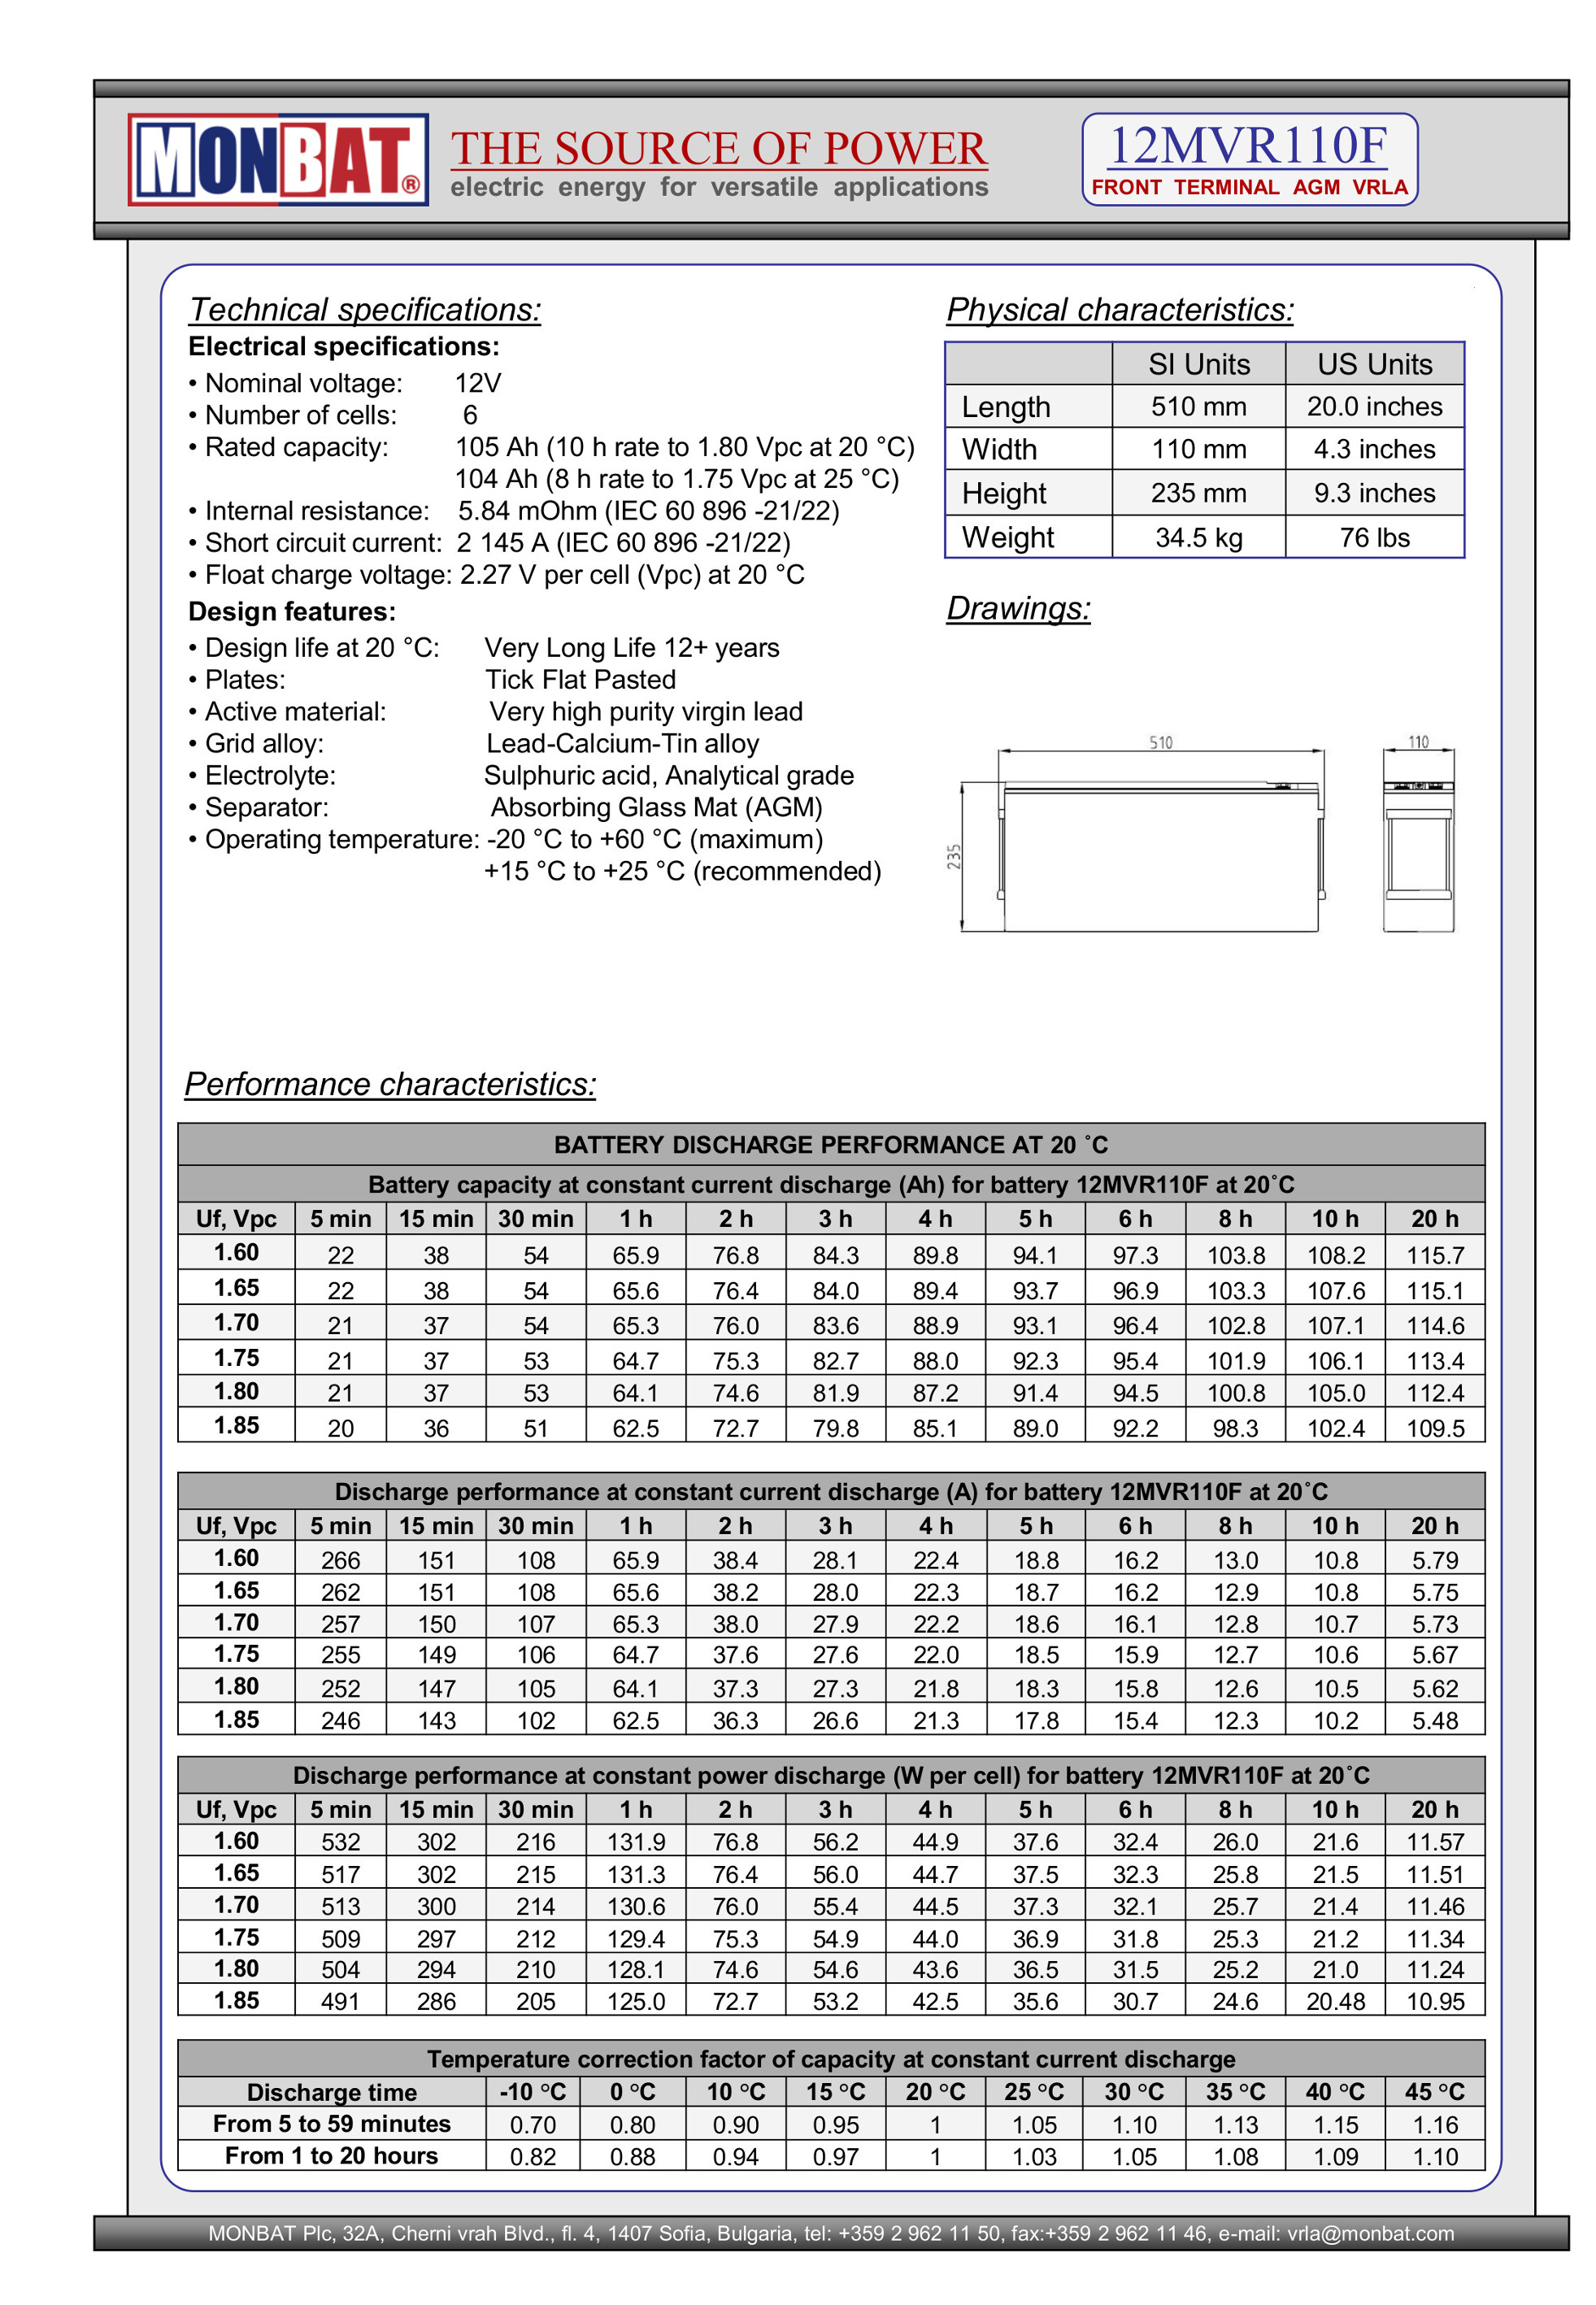 MONBAT®
THE SOURCE OF POWER
electric energy for versatile applications
12MVR110F
FRONT TERMINAL AGM VRLA
Technical specifications:
Electrical specifications:
• Nominal voltage: 12V
• Number of cells: 6
• Rated capacity: 105 Ah (10 h rate to 1.80 Vpc at 20 °C)
104 Ah (8 h rate to 1.75 Vpc at 25 °C)
• Internal resistance: 5.84 mOhm (IEC 60 896 -21/22)
• Short circuit current: 2 145 A (IEC 60 896 -21/22)
• Float charge voltage: 2.27 V per cell (Vpc) at 20 °C
Design features:
• Design life at 20 °C: Very Long Life 12+ years
• Plates: Tick Flat Pasted
• Active material: Very high purity virgin lead
• Grid alloy: Lead-Calcium-Tin alloy
• Electrolyte: Sulphuric acid, Analytical grade
• Separator: Absorbing Glass Mat (AGM)
• Operating temperature: -20 °C to +60 °C (maximum)
+15 °C to +25 °C (recommended)
Physical characteristics:
SI Units US Units
Length 510 mm 20.0 inches
Width 110 mm 4.3 inches
Height 235 mm 9.3 inches
Weight 34.5 kg 76 lbs
Drawings:
510
110
235
Performance characteristics:
BATTERY DISCHARGE PERFORMANCE AT 20 ˚C
Battery capacity at constant current discharge (Ah) for battery 12MVR110F at 20˚C
Uf, Vpc 5 min 15 min 30 min 1 h 2 h 3 h 4 h 5 h 6 h 8 h 10 h 20 h
1.60 22 38 54 65.9 76.8 84.3 89.8 94.1 97.3 103.8 108.2 115.7
1.65 22 38 54 65.6 76.4 84.0 89.4 93.7 96.9 103.3 107.6 115.1
1.70 21 37 54 65.3 76.0 83.6 88.9 93.1 96.4 102.8 107.1 114.6
1.75 21 37 53 64.7 75.3 82.7 88.0 92.3 95.4 101.9 106.1 113.4
1.80 21 37 53 64.1 74.6 81.9 87.2 91.4 94.5 100.8 105.0 112.4
1.85 20 36 51 62.5 72.7 79.8 85.1 89.0 92.2 98.3 102.4 109.5
Discharge performance at constant current discharge (A) for battery 12MVR110F at 20˚C
Uf, Vpc 5 min 15 min 30 min 1 h 2 h 3 h 4 h 5 h 6 h 8 h 10 h 20 h
1.60 266 151 108 65.9 38.4 28.1 22.4 18.8 16.2 13.0 10.8 5.79
1.65 262 151 108 65.6 38.2 28.0 22.3 18.7 16.2 12.9 10.8 5.75
1.70 257 150 107 65.3 38.0 27.9 22.2 18.6 16.1 12.8 10.7 5.73
1.75 255 149 106 64.7 37.6 27.6 22.0 18.5 15.9 12.7 10.6 5.67
1.80 252 147 105 64.1 37.3 27.3 21.8 18.3 15.8 12.6 10.5 5.62
1.85 246 143 102 62.5 36.3 26.6 21.3 17.8 15.4 12.3 10.2 5.48
Discharge performance at constant power discharge (W per cell) for battery 12MVR110F at 20˚C
Uf, Vpc 5 min 15 min 30 min 1 h 2 h 3 h 4 h 5 h 6 h 8 h 10 h 20 h
1.60 532 302 216 131.9 76.8 56.2 44.9 37.6 32.4 26.0 21.6 11.57
1.65 517 302 215 131.3 76.4 56.0 44.7 37.5 32.3 25.8 21.5 11.51
1.70 513 300 214 130.6 76.0 55.4 44.5 37.3 32.1 25.7 21.4 11.46
1.75 509 297 212 129.4 75.3 54.9 44.0 36.9 31.8 25.3 21.2 11.34
1.80 504 294 210 128.1 74.6 54.6 43.6 36.5 31.5 25.2 21.0 11.24
1.85 491 286 205 125.0 72.7 53.2 42.5 35.6 30.7 24.6 20.48 10.95
Temperature correction factor of capacity at constant current discharge
Discharge time -10 °C 0 °C 10 °C 15 °C 20 °C 25 °C 30 °C 35 °C 40 °C 45 °C
From 5 to 59 minutes 0.70 0.80 0.90 0.95 1 1.05 1.10 1.13 1.15 1.16
From 1 to 20 hours 0.82 0.88 0.94 0.97 1 1.03 1.05 1.08 1.09 1.10
MONBAT Plc, 32A, Cherni vrah Blvd., fl. 4, 1407 Sofia, Bulgaria, tel: +359 2 962 11 50, fax:+359 2 962 11 46, e-mail: vrla@monbat.com